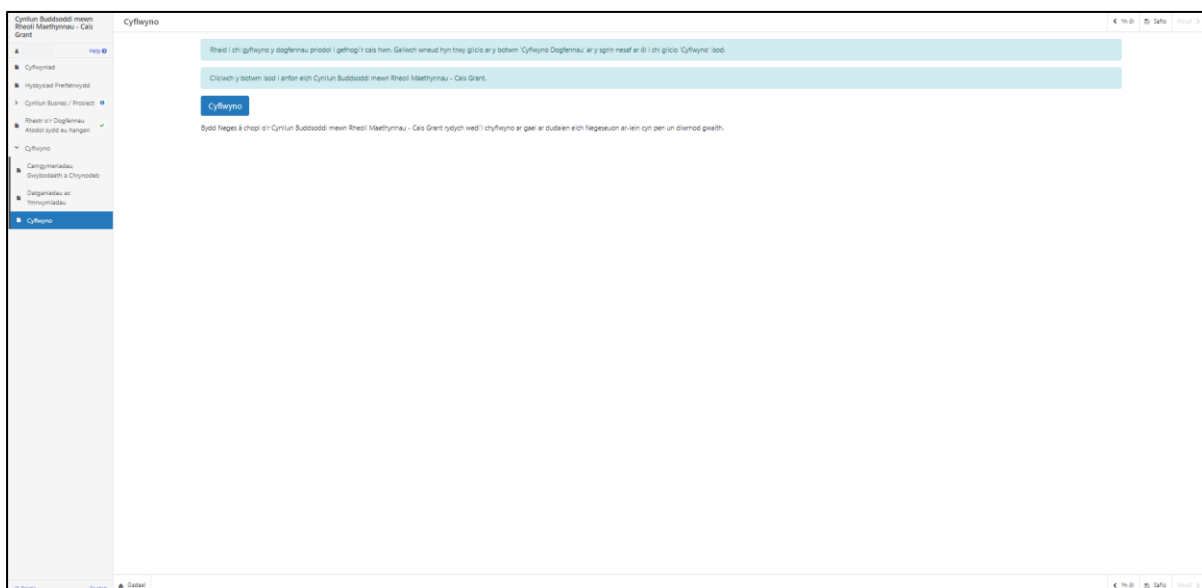 Cynllun Buddsoddi mewn
Rheoli Maethynnau - Cais
Grant
Cyflwyno
Yn ôl
Safio
Nesaf
Help
Rhaid i chi gyflwyno y dogfennau priodol i gefnogi'r cais hwn. Gallwch wneud hyn trwy glicio ar y botwm 'Cyflwyno Dogfennau' ar y sgrin nesaf ar ôl i chi glicio 'Cyflwyno' isod.
Cliciwch y botwm isod i anfon eich Cynllun Buddsoddi mewn Rheoli Maethynnau - Cais Grant.
Cyflwyno
Bydd Neges â chopi o'r Cynllun Buddsoddi mewn Rheoli Maethynnau - Cais Grant rydych wedi'i chyflwyno ar gael ar dudalen eich Negeseuon ar-lein cyn pen un diwrnod gwaith.
Cyflwyniad
Hysbysiad Preifatrwydd
Cynllun Busnes / Prosiect
Rhestr o'r Dogfennau
Atodol sydd eu hangen
Cyflwyno
Camgymeriadau,
Gwybodaeth a Chrynodeb
Datganiadau ac
Ymrwymiadau
Cyflwyno
English
Gadael
Yn ôl
Safio
Nesaf